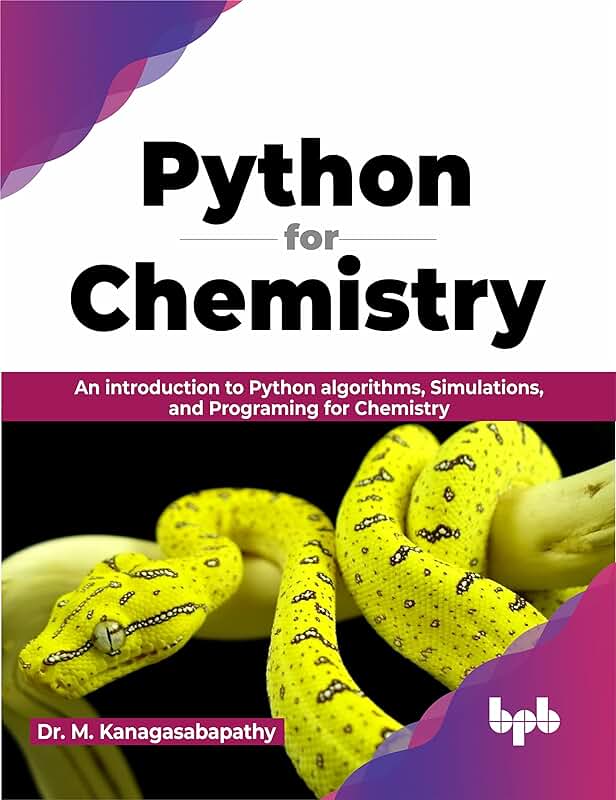 Python
for
Chemistry
An introduction to Python algorithms, Simulations,
and Programing for Chemistry
Dr. M. Kanagasabapathy
bpb